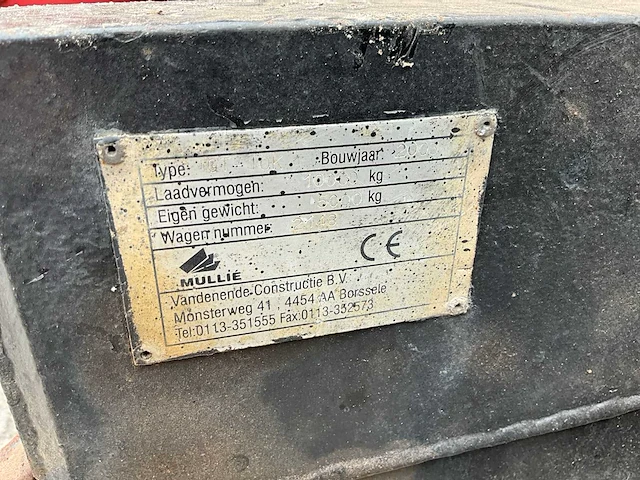 Type: Bouwjaar:
Laadvermogen: kg
Eigen gewicht: kg
Wagen nummer:
CE
MULLIÉ
Vandenende-Constructie B.V.
Monsterweg 41 , 4454 AA Borssele
Tel:0113-351555 Fax:0113-352573